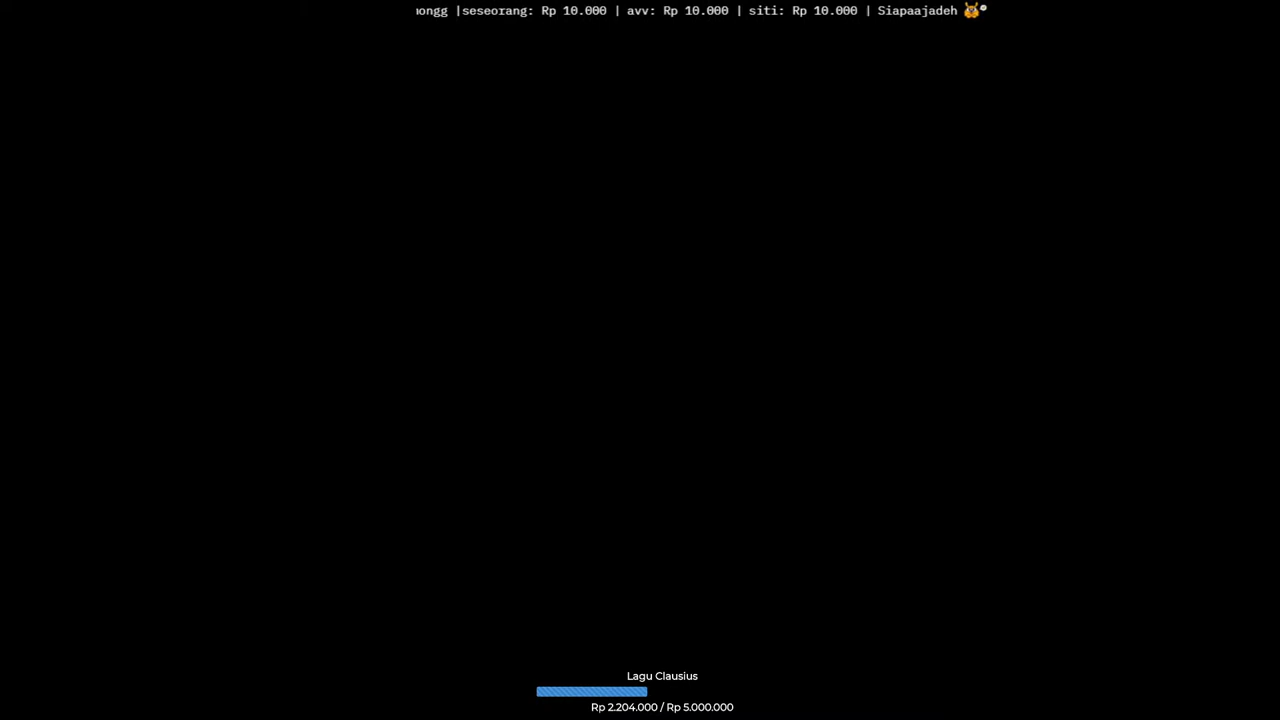 |seseorang: Rp 10.000 | avv: Rp 10.000 | siti: Rp 10.000 | Siapaajadeh
Lagu Clausius
Rp 2.204.000 / Rp 5.000.000